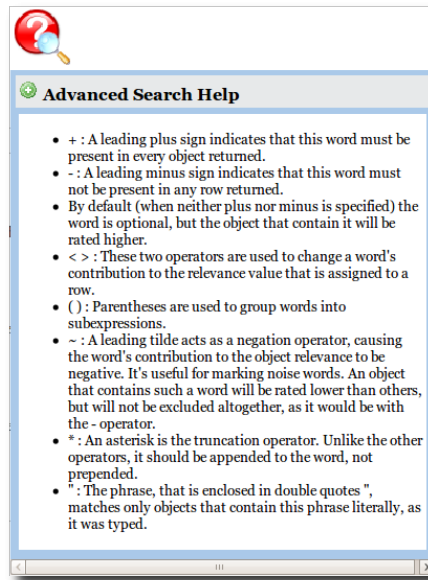 Advanced Search Help
+ : A leading plus sign indicates that this word must be
present in every object returned.
- : A leading minus sign indicates that this word must
not be present in any row returned.
By default (when neither plus nor minus is specified) the
word is optional, but the object that contain it will be
rated higher.
< > : These two operators are used to change a word's
contribution to the relevance value that is assigned to a
row.
( ) : Parentheses are used to group words into
subexpressions.
~ : A leading tilde acts as a negation operator, causing
the word's contribution to the object relevance to be
negative. It's useful for marking noise words. An object
that contains such a word will be rated lower than others,
but will not be excluded altogether, as it would be with
the - operator.
* : An asterisk is the truncation operator. Unlike the other
operators, it should be appended to the word, not
prepended.
" : The phrase, that is enclosed in double quotes ",
matches only objects that contain this phrase literally, as
it was typed.